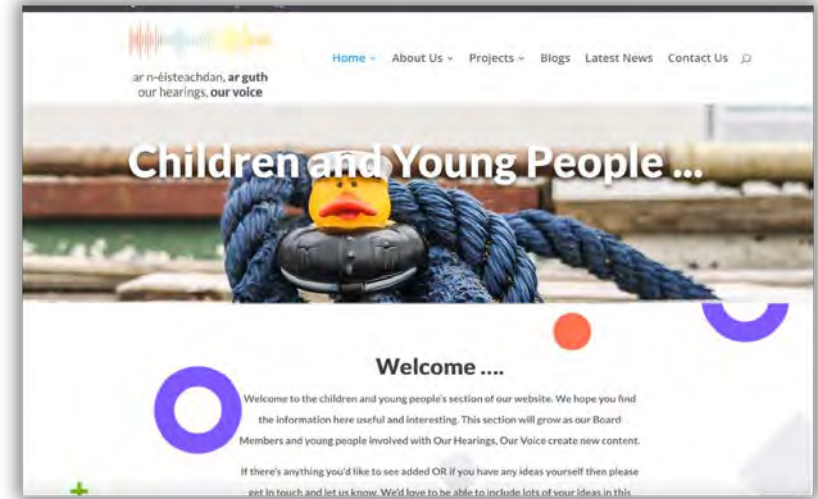 ar n-èisteachdan, ar guth
our hearings, our voice
Home About Us Projects Blogs Latest News Contact Us
Children and Young People ...
Welcome ....
Welcome to the children and young people's section of our website. We hope you find
the information here useful and interesting. This section will grow as our Board
Members and young people involved with Our Hearings, Our Voice create new content.
If there's anything you'd like to see added OR if you have any ideas yourself then please
get in touch and let us know. We'd love to be able to include lots of your ideas in this